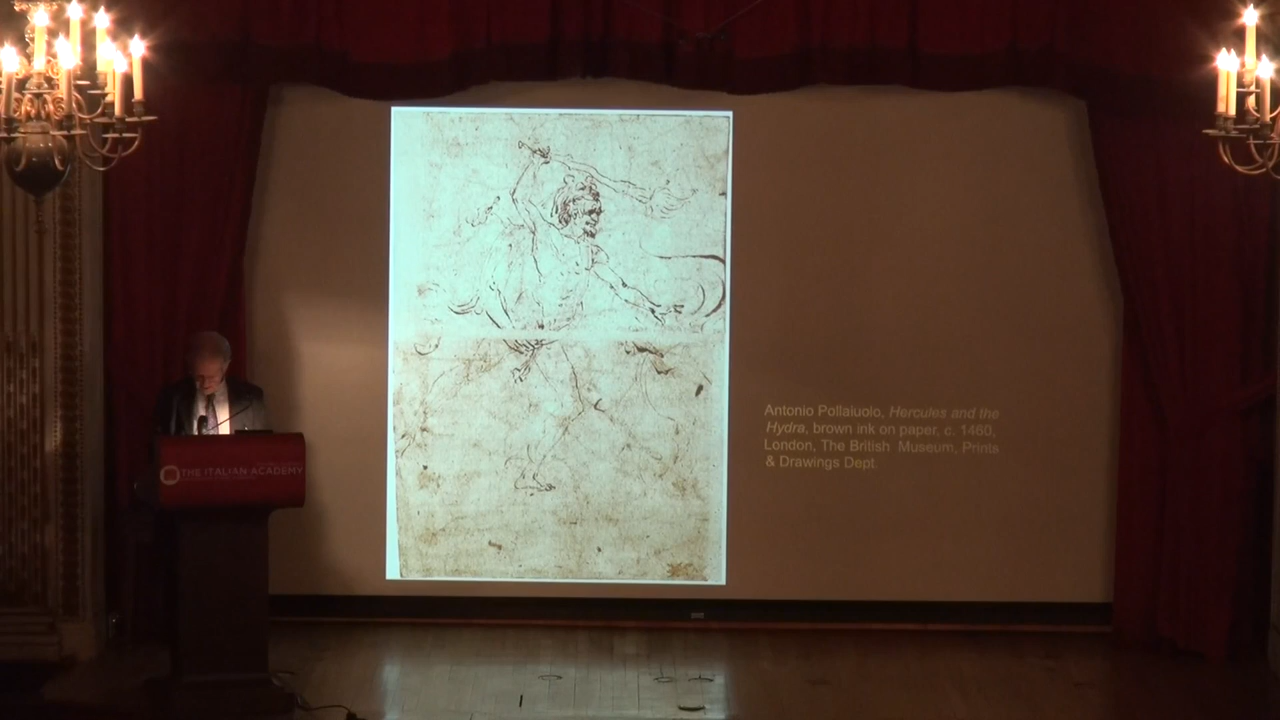 THE ITALIAN ACADEMY
Antonio Pollaiuolo, Hercules and the
Hydra, brown ink on paper, c. 1460,
London, The British Museum, Prints
& Drawings Dept.